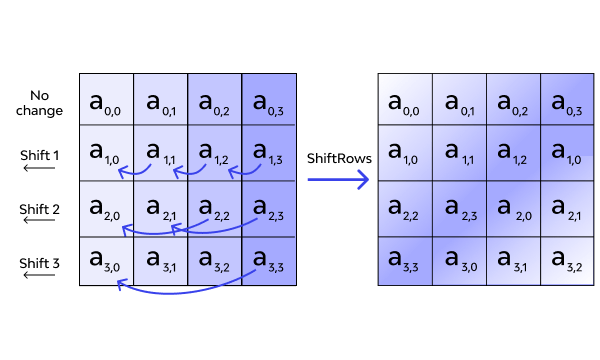 No
change
a0,0 a0,1 a0,2 a0,3
Shift 1
a1,0 a1,1 a1,2 a1,3
Shift 2
a2,0 a2,1 a2,2 a2,3
Shift 3
a3,0 a3,1 a3,2 a3,3
ShiftRows
a0,0 a0,1 a0,2 a0,3
a1,0 a1,1 a1,2 a1,0
a2,2 a2,3 a2,0 a2,1
a3,3 a3,0 a3,1 a3,2